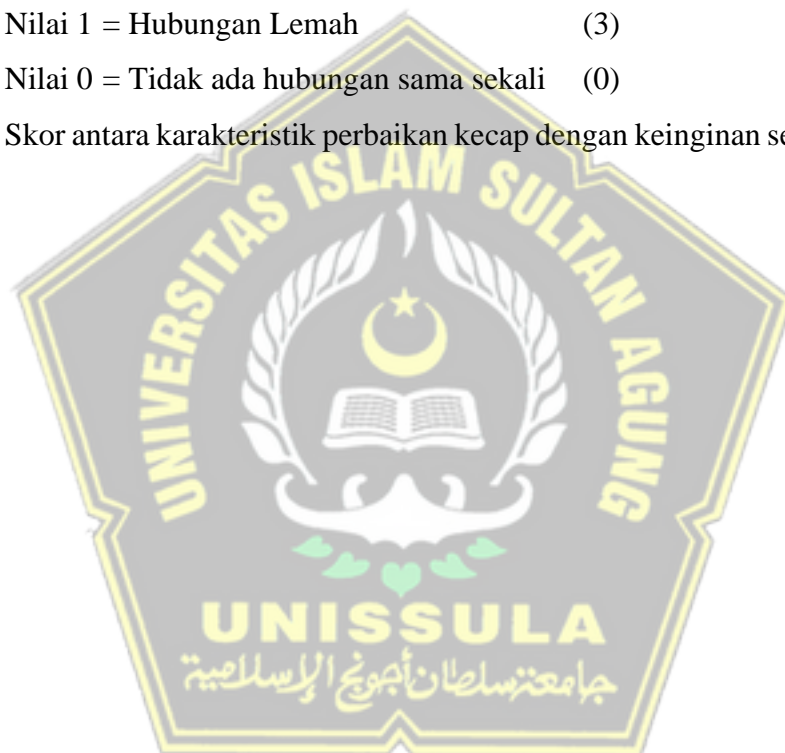 Nilai 1 = Hubungan Lemah (3)
Nilai 0 = Tidak ada hubungan sama sekali (0)
Skor antara karakteristik perbaikan kecap dengan keinginan se
UNIVERSITAS ISLAM SULTAN AGUNG
UNISSULA
جامعة سلطان أجونج الإسلامية